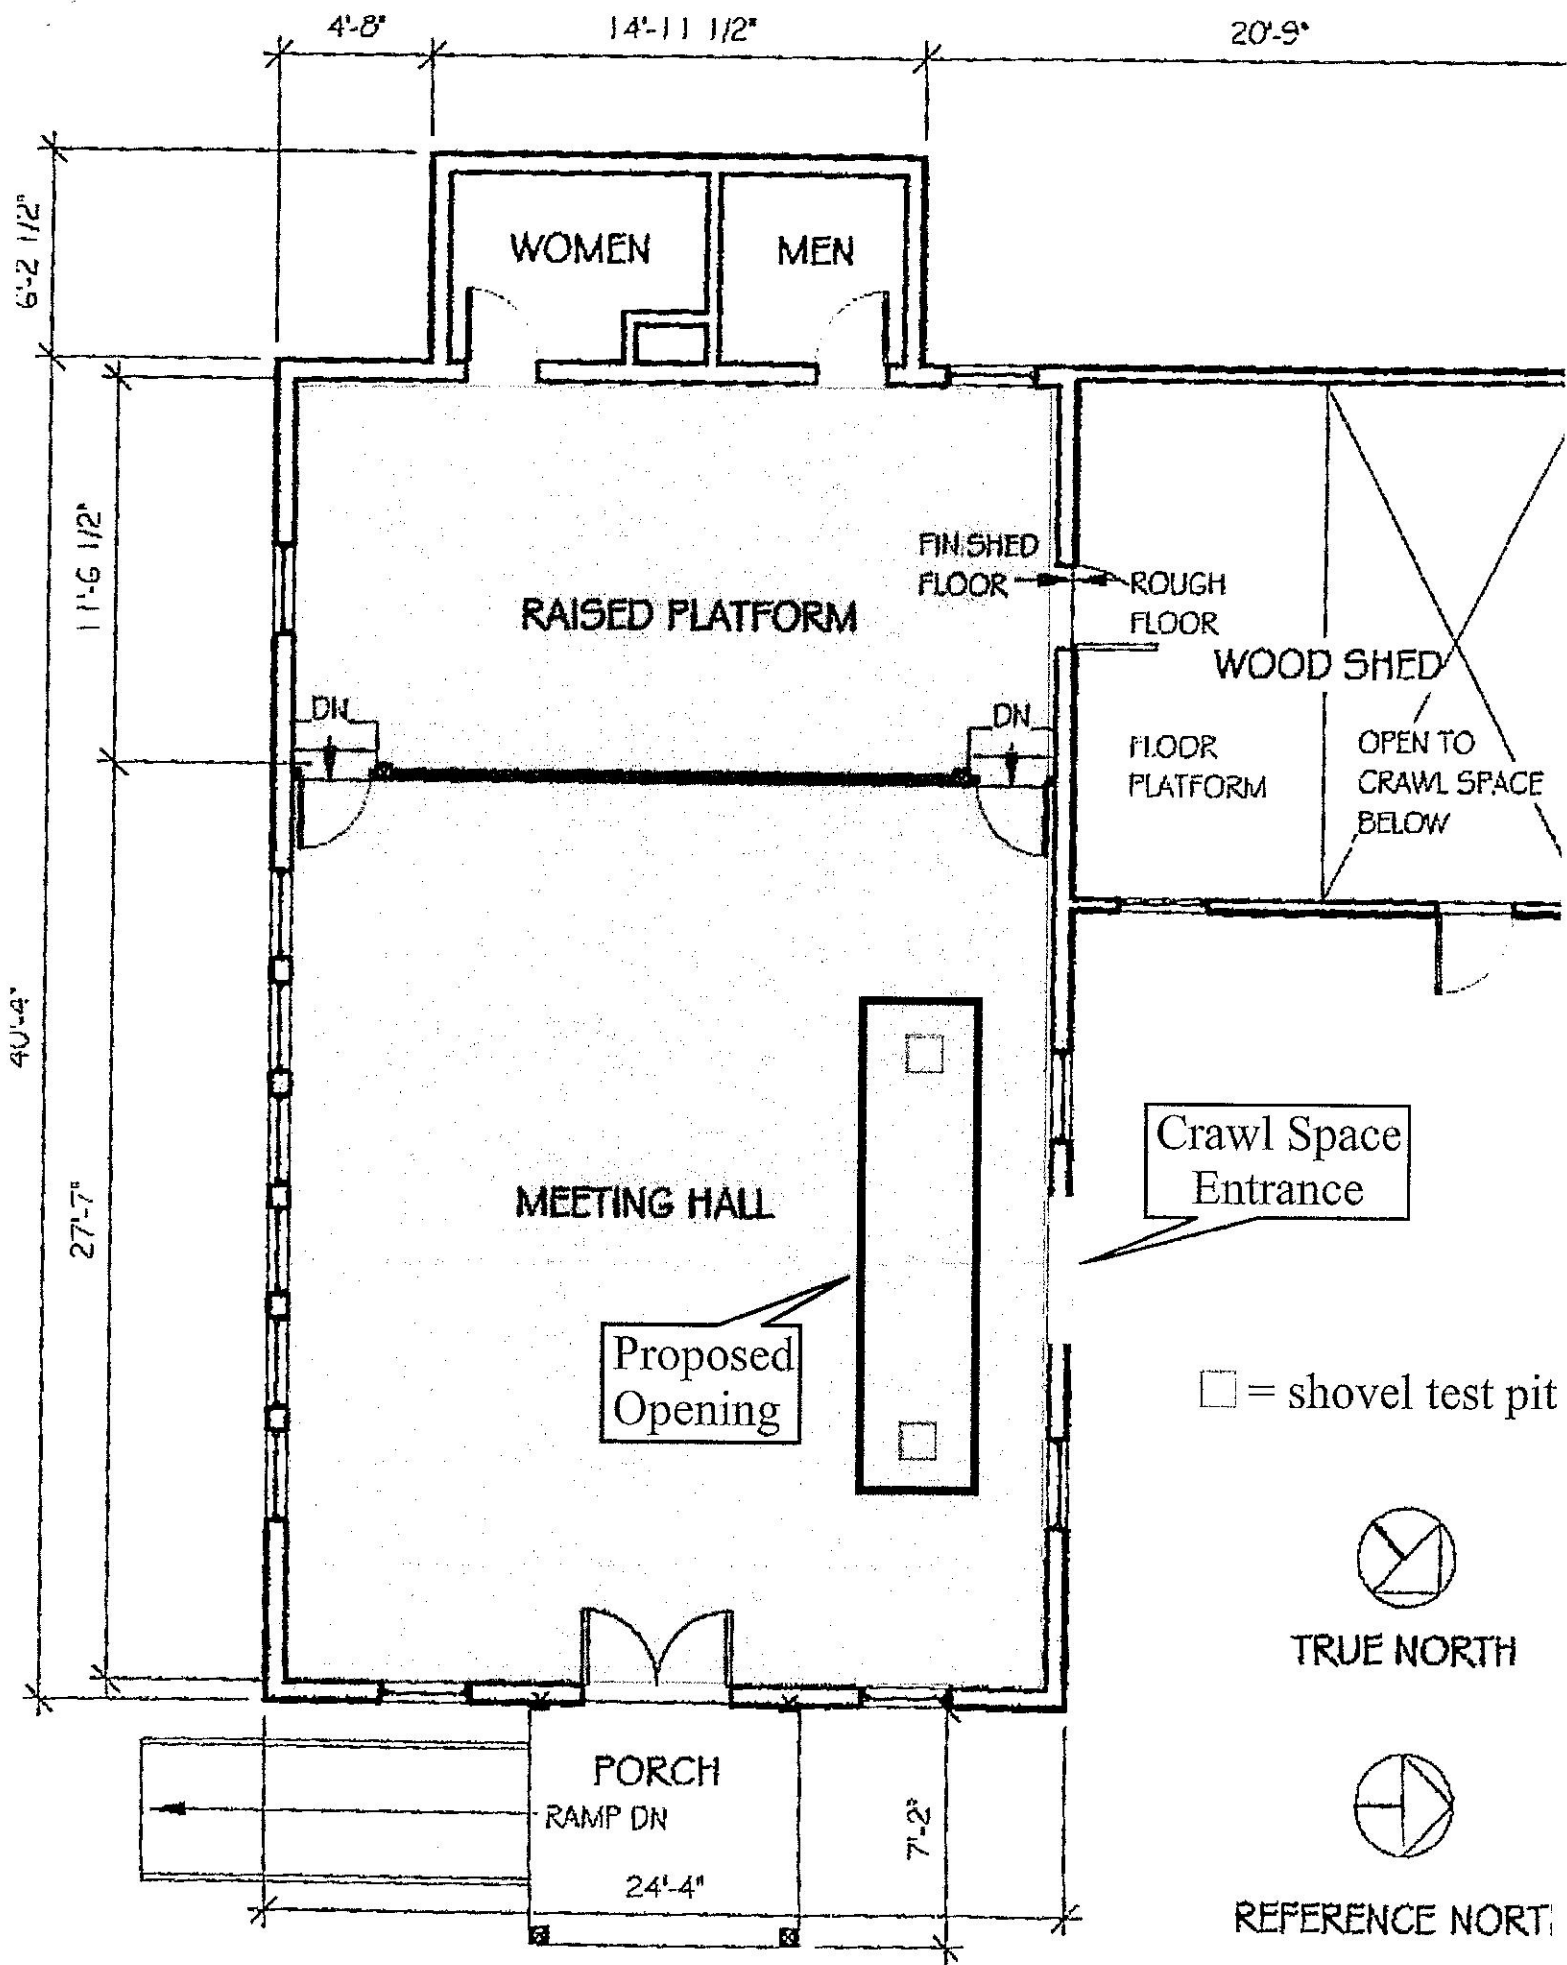 4'-8"
14'-11 1/2"
20'-9"
6'-2 1/2"
WOMEN
MEN
11'-6 1/2"
FINISHED
FLOOR
ROUGH
FLOOR
RAISED PLATFORM
WOOD SHED
DN
DN
FLOOR
PLATFORM
OPEN TO
CRAWL SPACE
BELOW
40'-4"
27'-7"
MEETING HALL
Crawl Space
Entrance
Proposed
Opening
= shovel test pit
TRUE NORTH
PORCH
RAMP DN
7'-2"
24'-4"
REFERENCE NORT